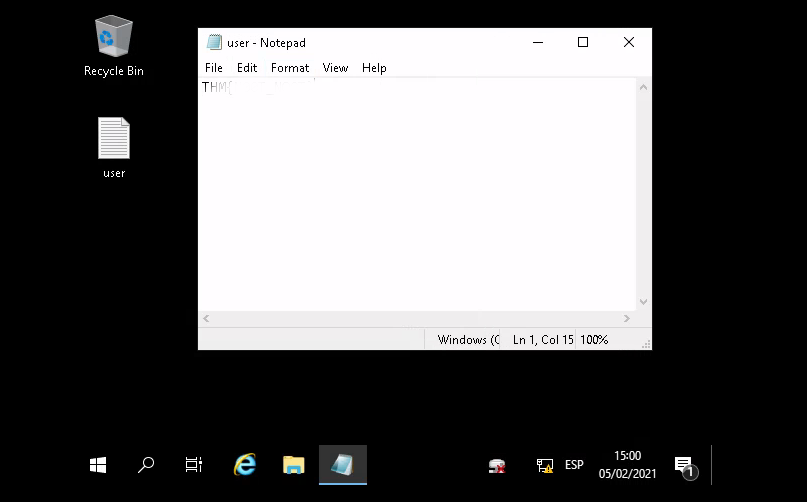 user - Notepad
Recycle Bin
File Edit Format View Help
THM{
user
Windows (C
Ln 1, Col 15
100%
ESP
15:00
05/02/2021
1